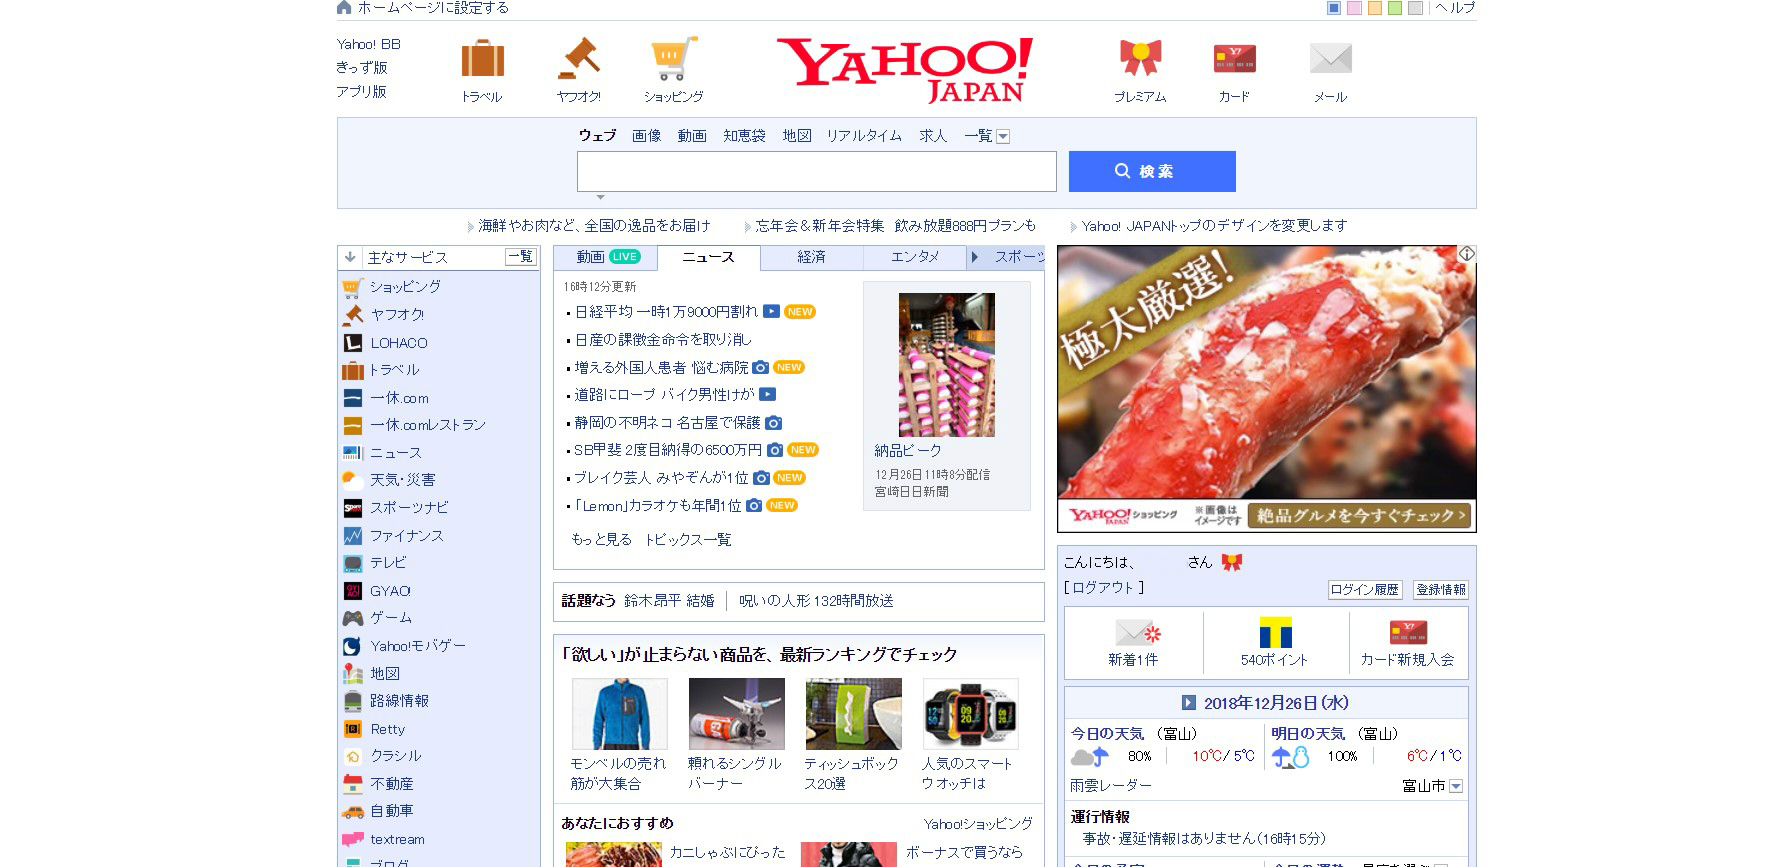 ホームページに設定する
ヘルプ
Yahoo! BB
きっず版
アプリ版
トラベル
ヤフオク!
ショッピング
YAHOO!
JAPAN
プレミアム
カード
メール
ウェブ 画像 動画 知恵袋 地図 リアルタイム 求人 一覧
検索
海鮮やお肉など、全国の逸品をお届け
忘年会＆新年会特集 飲み放題888円プランも
Yahoo! JAPANトップのデザインを変更します
主なサービス 一覧
ショッピング
ヤフオク!
LOHACO
トラベル
一休.com
一休.comレストラン
ニュース
天気・災害
スポーツナビ
ファイナンス
テレビ
GYAO!
ゲーム
Yahoo!モバゲー
地図
路線情報
Retty
クラシル
不動産
自動車
textream
ブログ
動画 LIVE ニュース 経済 エンタメ スポーツ
16時12分更新
日経平均 一時1万9000円割れ NEW
日産の課徴金命令を取り消し
増える外国人患者 悩む病院 NEW
道路にロープ バイク男性けが
静岡の不明ネコ 名古屋で保護
SB甲斐 2度目納得の6500万円 NEW
ブレイク芸人 みやぞんが1位 NEW
「Lemon」カラオケも年間1位 NEW
もっと見る トピックス一覧
納品ピーク
12月26日11時8分配信
宮崎日日新聞
話題なう 鈴木昂平 結婚 呪いの人形 132時間放送
「欲しい」が止まらない商品を、最新ランキングでチェック
モンベルの売れ
筋が大集合
頼れるシングル
バーナー
ティッシュボック
ス20選
人気のスマート
ウオッチは
あなたにおすすめ Yahoo!ショッピング
カニしゃぶにぴった
ボーナスで買うなら
極太厳選!
YAHOO! JAPAN ショッピング
※画像は
イメージです
絶品グルメを今すぐチェック
こんにちは、 さん
[ ログアウト ] ログイン履歴 登録情報
新着1件
540ポイント
カード新規入会
2018年12月26日(水)
今日の天気 (富山) 明日の天気 (富山)
80% 10℃/5℃ 100% 6℃/1℃
雨雲レーダー 富山市
運行情報
事故・遅延情報はありません(16時15分)
今日の予定 今日の運勢 星座を選ぶ